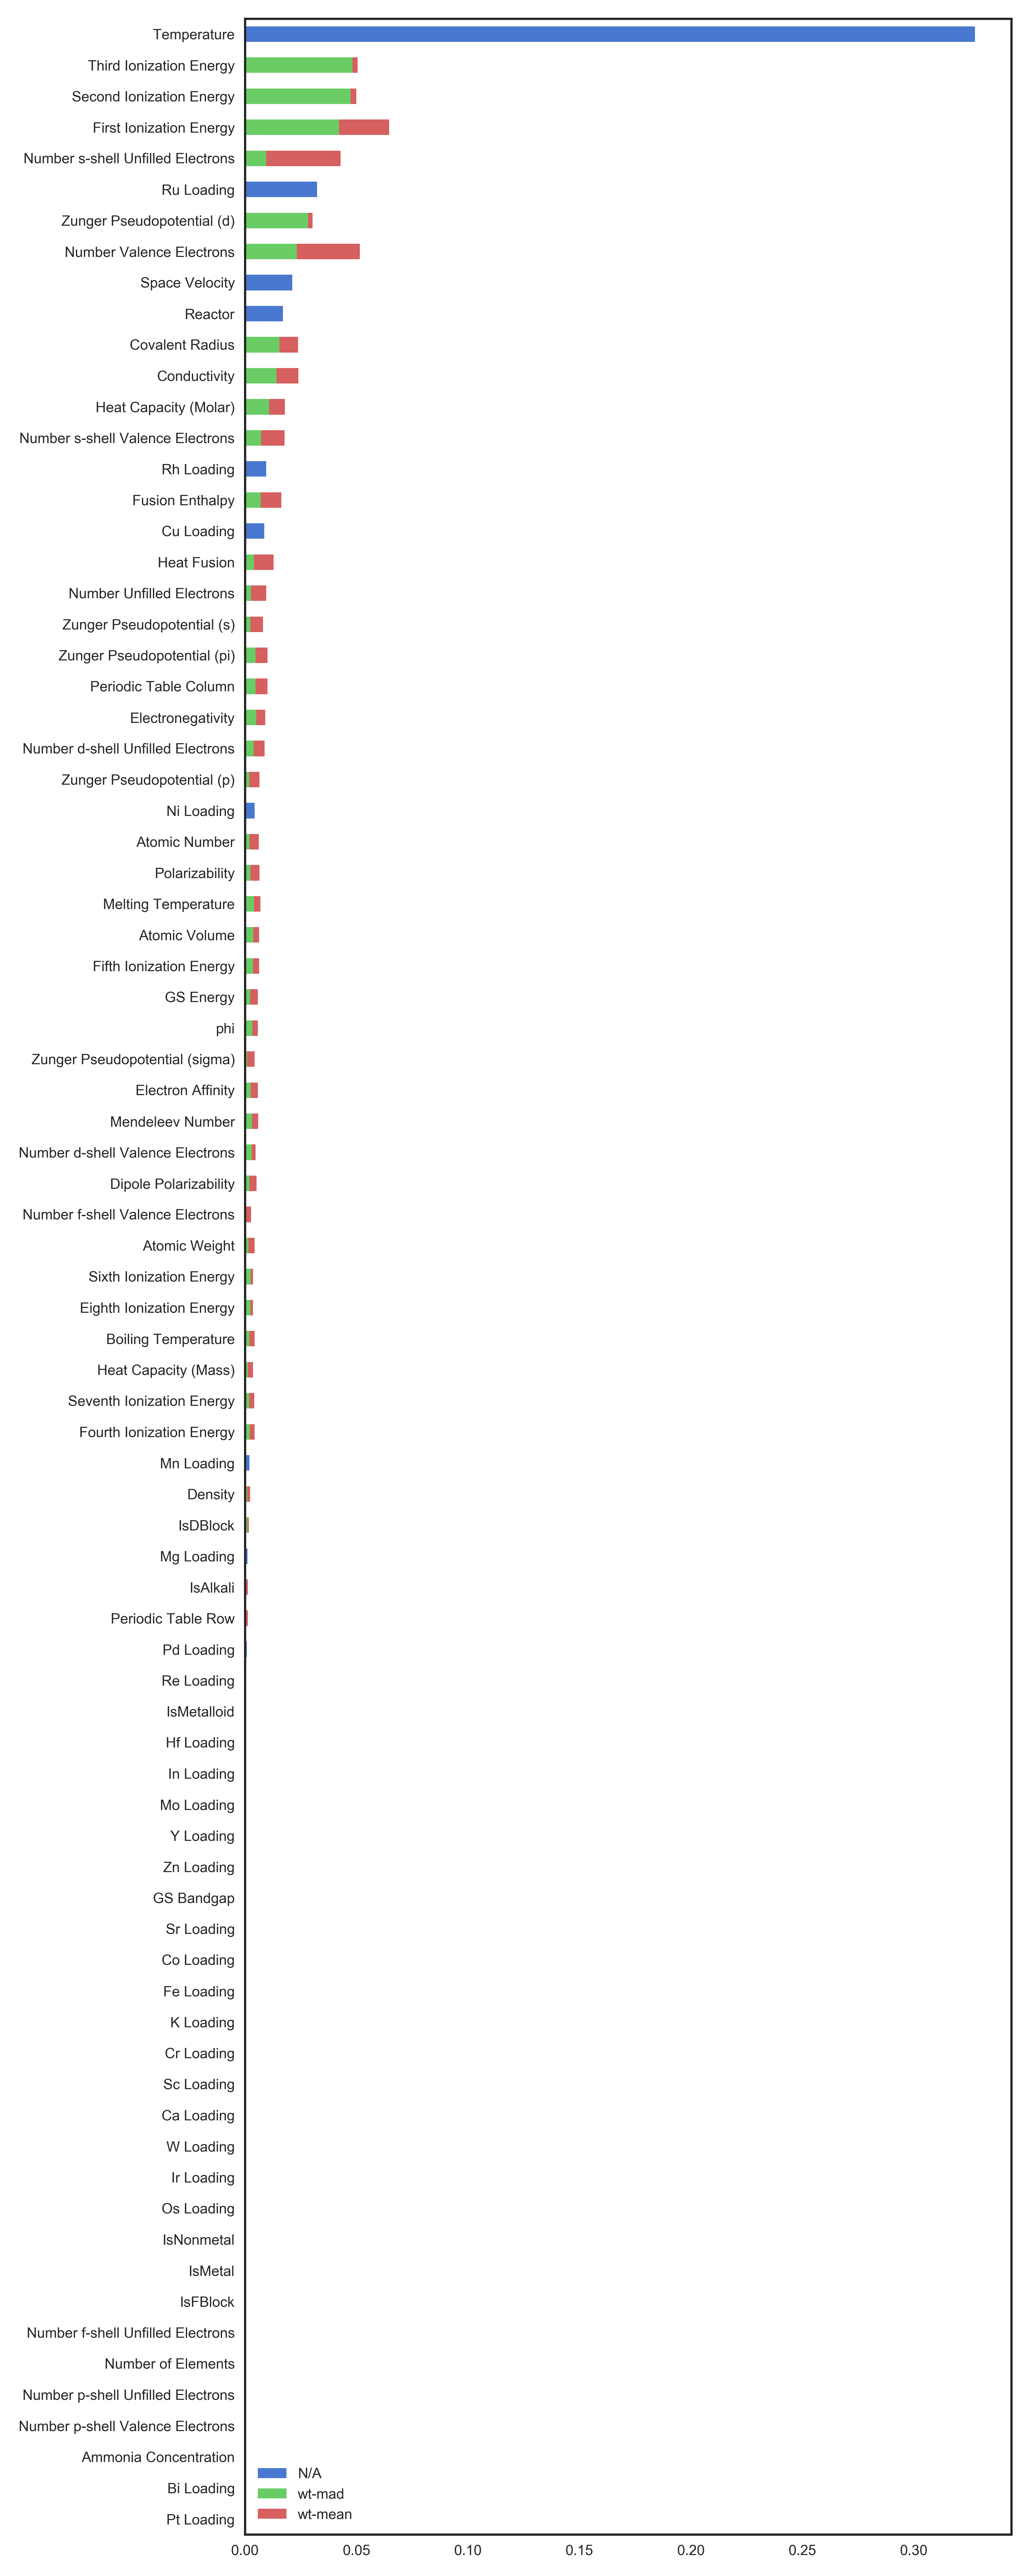 Temperature
Third Ionization Energy
Second Ionization Energy
First Ionization Energy
Number s-shell Unfilled Electrons
Ru Loading
Zunger Pseudopotential (d)
Number Valence Electrons
Space Velocity
Reactor
Covalent Radius
Conductivity
Heat Capacity (Molar)
Number s-shell Valence Electrons
Rh Loading
Fusion Enthalpy
Cu Loading
Heat Fusion
Number Unfilled Electrons
Zunger Pseudopotential (s)
Zunger Pseudopotential (pi)
Periodic Table Column
Electronegativity
Number d-shell Unfilled Electrons
Zunger Pseudopotential (p)
Ni Loading
Atomic Number
Polarizability
Melting Temperature
Atomic Volume
Fifth Ionization Energy
GS Energy
phi
Zunger Pseudopotential (sigma)
Electron Affinity
Mendeleev Number
Number d-shell Valence Electrons
Dipole Polarizability
Number f-shell Valence Electrons
Atomic Weight
Sixth Ionization Energy
Eighth Ionization Energy
Boiling Temperature
Heat Capacity (Mass)
Seventh Ionization Energy
Fourth Ionization Energy
Mn Loading
Density
IsDBlock
Mg Loading
IsAlkali
Periodic Table Row
Pd Loading
Re Loading
IsMetalloid
Hf Loading
In Loading
Mo Loading
Y Loading
Zn Loading
GS Bandgap
Sr Loading
Co Loading
Fe Loading
K Loading
Cr Loading
Sc Loading
Ca Loading
W Loading
Ir Loading
Os Loading
IsNonmetal
IsMetal
IsFBlock
Number f-shell Unfilled Electrons
Number of Elements
Number p-shell Unfilled Electrons
Number p-shell Valence Electrons
Ammonia Concentration
Bi Loading
Pt Loading
N/A
wt-mad
wt-mean
0.00 0.05 0.10 0.15 0.20 0.25 0.30